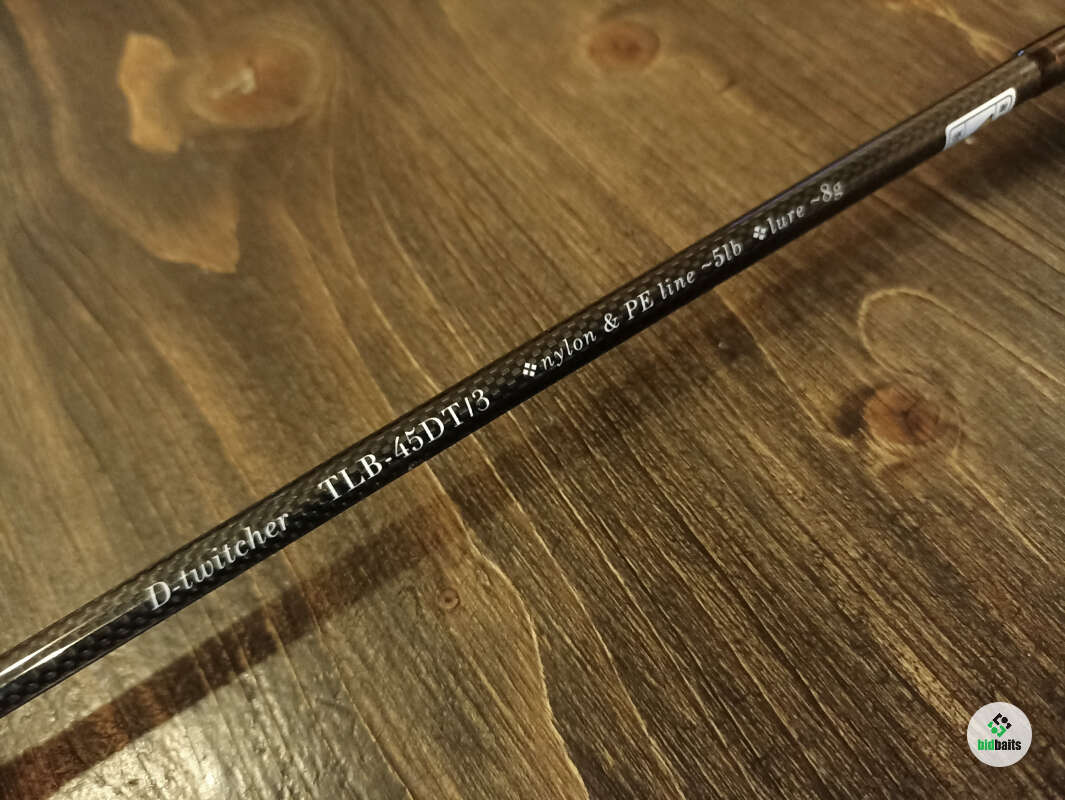 D-twitcher TLB-45DT/3 ❖nylon & PE line ~5lb ❖lure ~8g
bidbaits